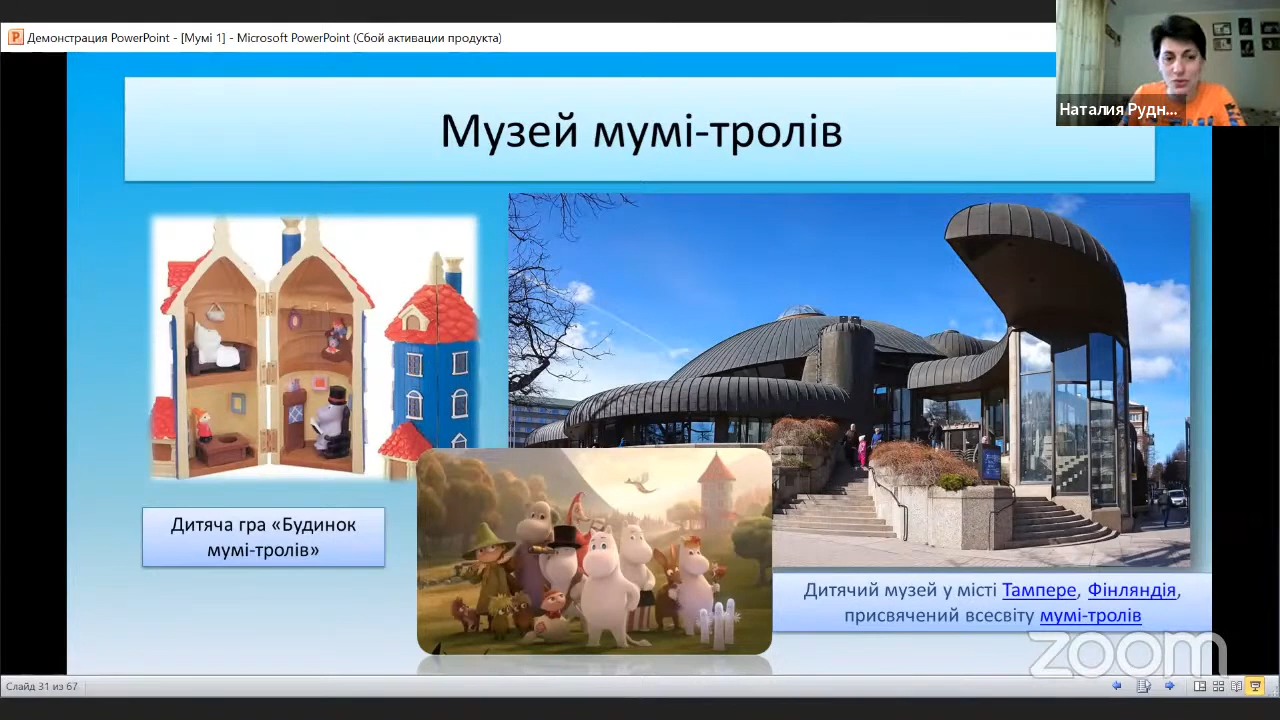 Демонстрация PowerPoint - [Мумі 1] - Microsoft PowerPoint (Сбой активации продукта)
Наталия Рудн...
Музей мумі-тролів
Дитяча гра «Будинок
мумі-тролів»
Дитячий музей у місті Тампере, Фінляндія,
присвячений всесвіту мумі-тролів
zoom
Слайд 31 из 67